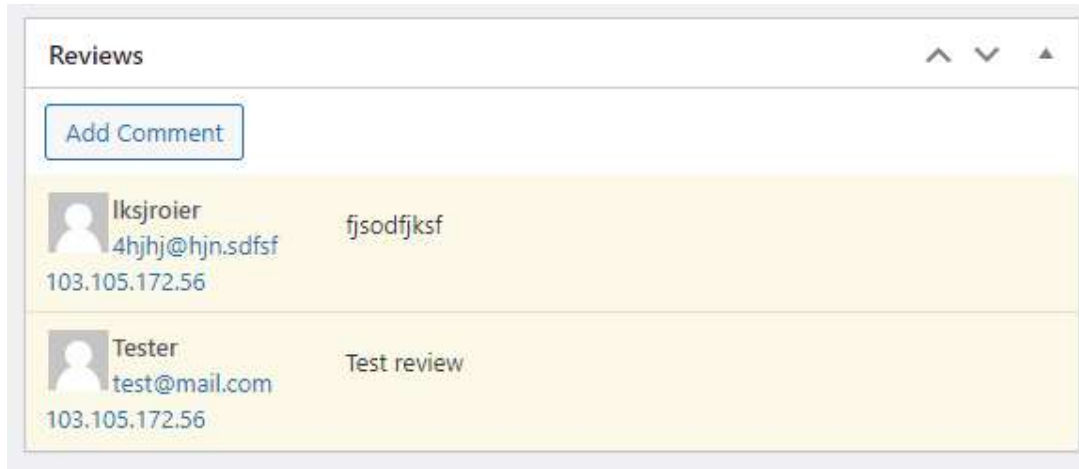 Reviews
Add Comment
lksjroier
4hjhj@hjn.sdfsf
103.105.172.56
fjsodfjksf
Tester
test@mail.com
103.105.172.56
Test review